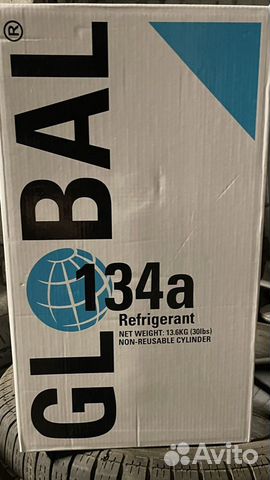 GLOBAL®
134a
Refrigerant
NET WEIGHT: 13.6KG (30lbs)
NON-REUSABLE CYLINDER
Avito